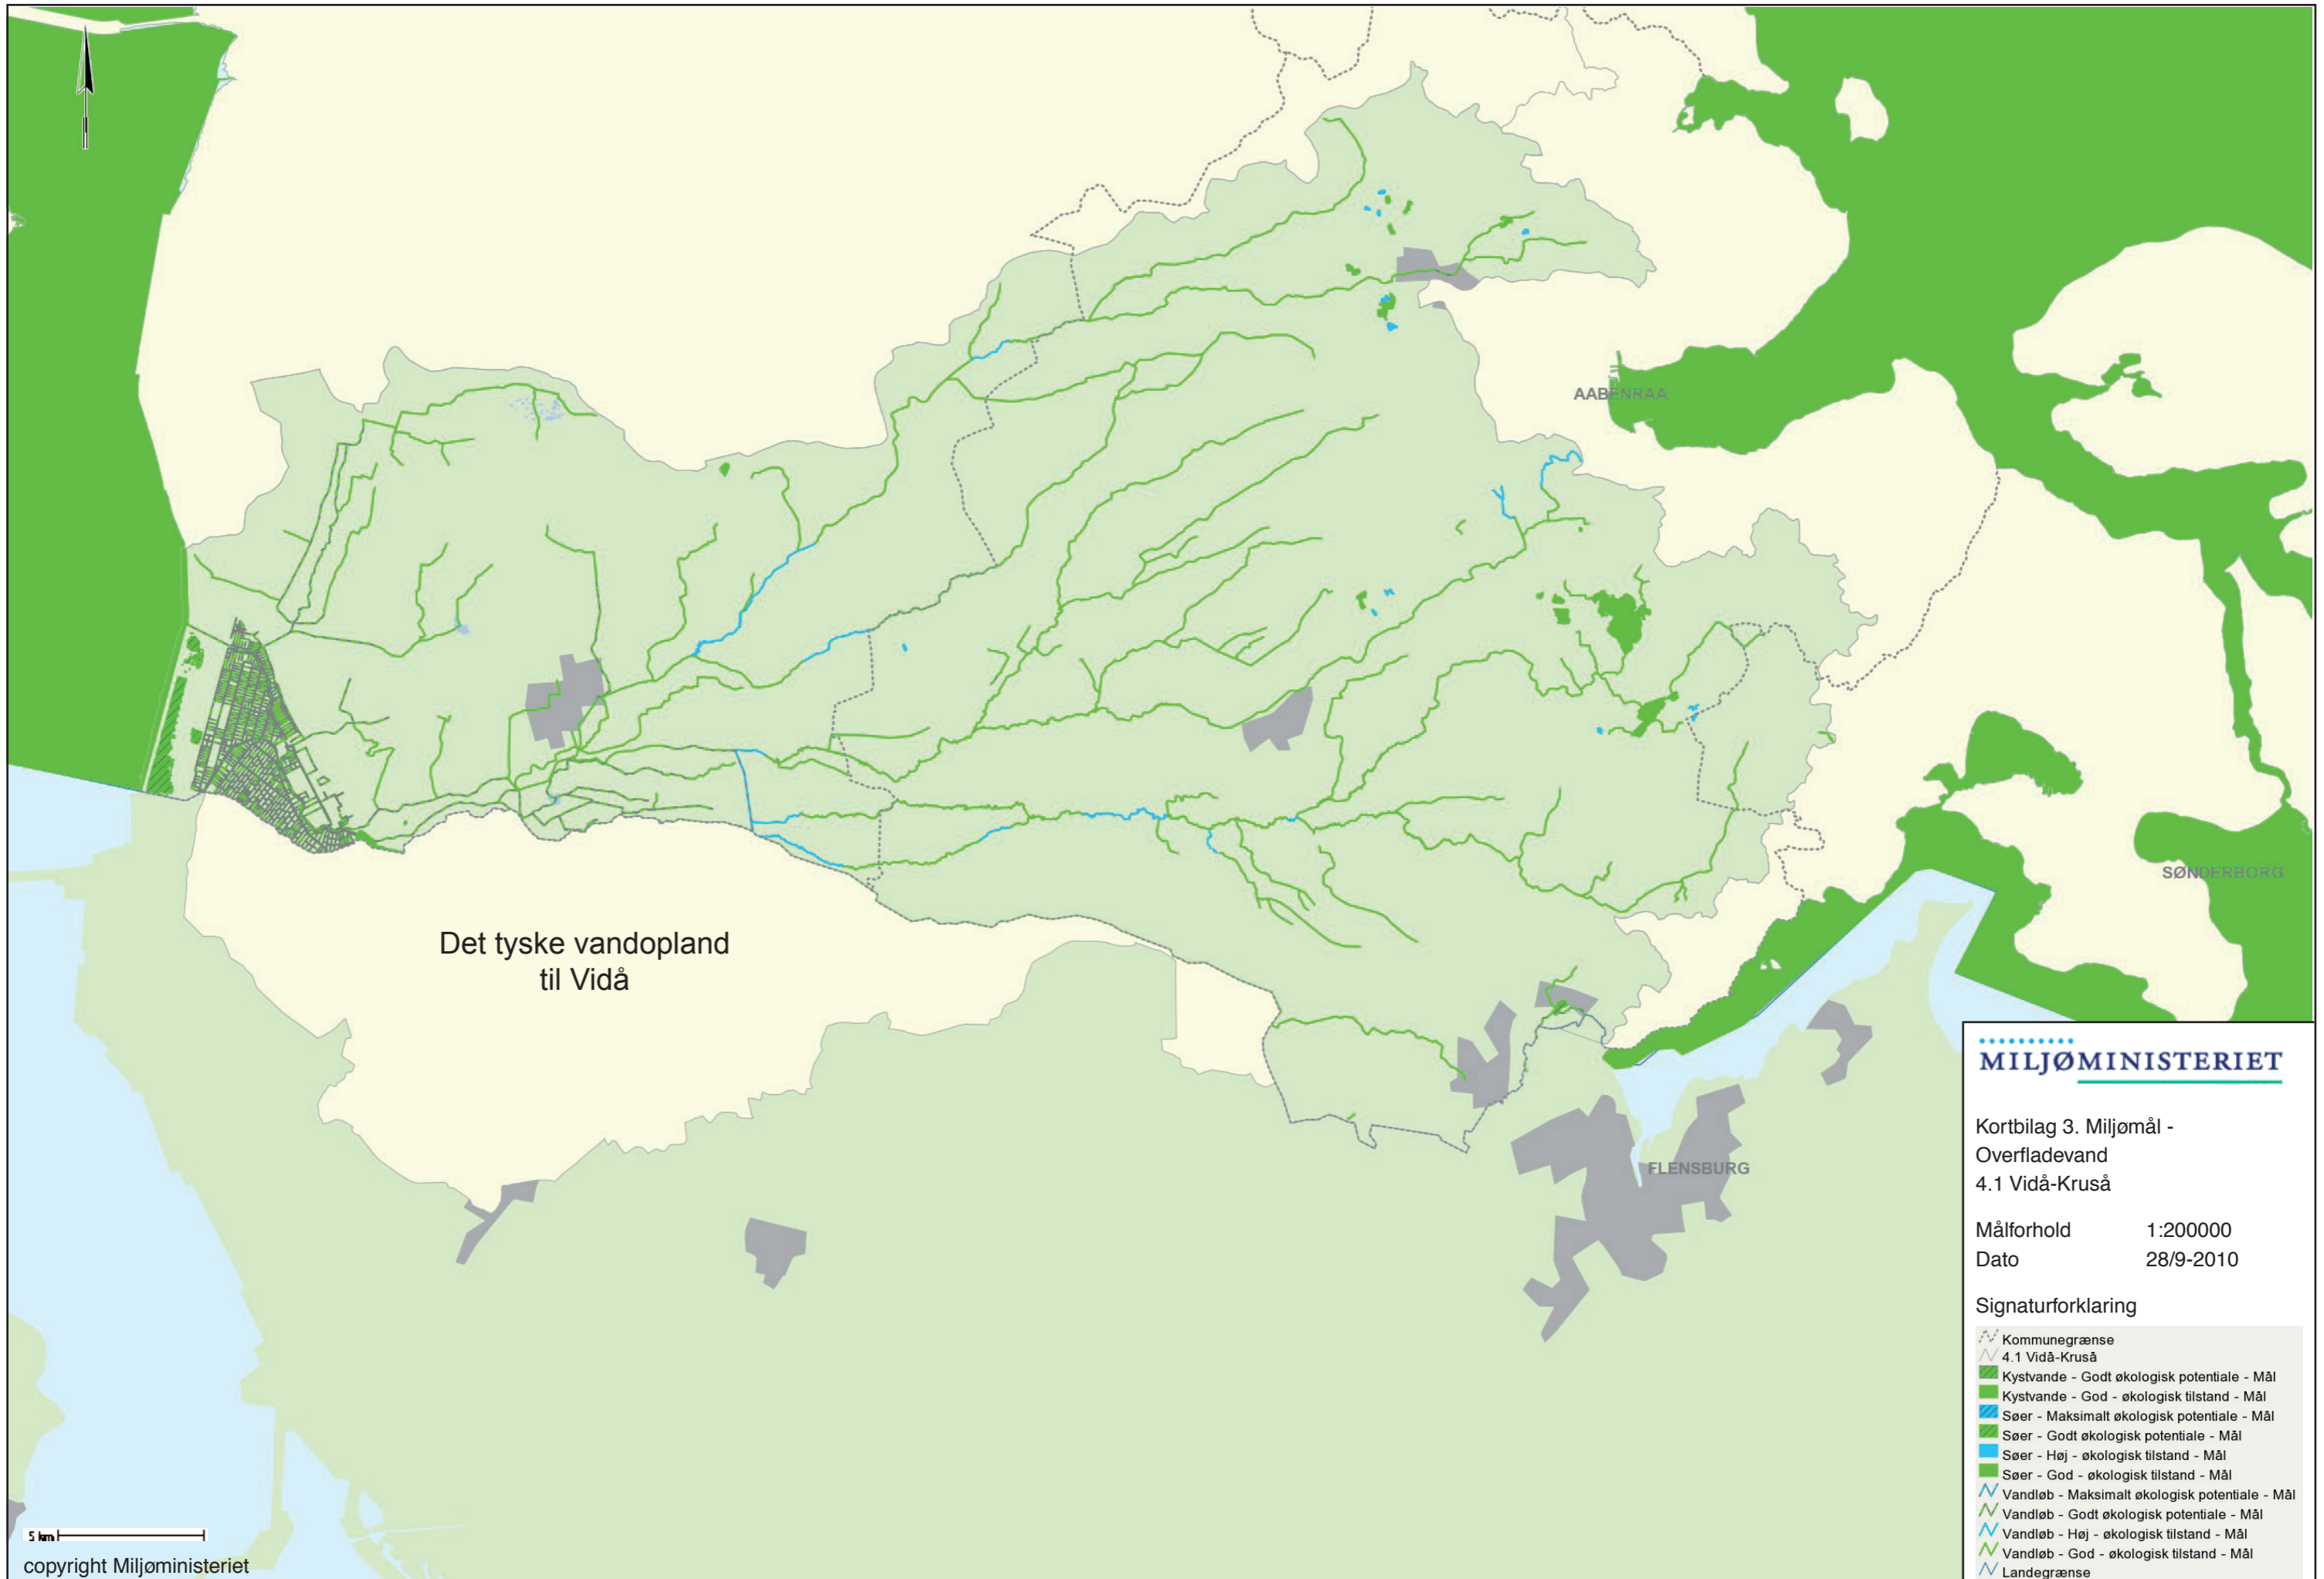 AABENRAA
SØNDERBORG
Det tyske vandopland
til Vidå
FLENSBURG
MILJØMINISTERIET
Kortbilag 3. Miljømål -
Overfladevand
4.1 Vidå-Kruså
Målforhold 1:200000
Dato 28/9-2010
Signaturforklaring
Kommunegrænse
4.1 Vidå-Kruså
Kystvande - Godt økologisk potentiale - Mål
Kystvande - God - økologisk tilstand - Mål
Søer - Maksimalt økologisk potentiale - Mål
Søer - Godt økologisk potentiale - Mål
Søer - Høj - økologisk tilstand - Mål
Søer - God - økologisk tilstand - Mål
Vandløb - Maksimalt økologisk potentiale - Mål
Vandløb - Godt økologisk potentiale - Mål
Vandløb - Høj - økologisk tilstand - Mål
Vandløb - God - økologisk tilstand - Mål
Landegrænse
5 km
copyright Miljøministeriet